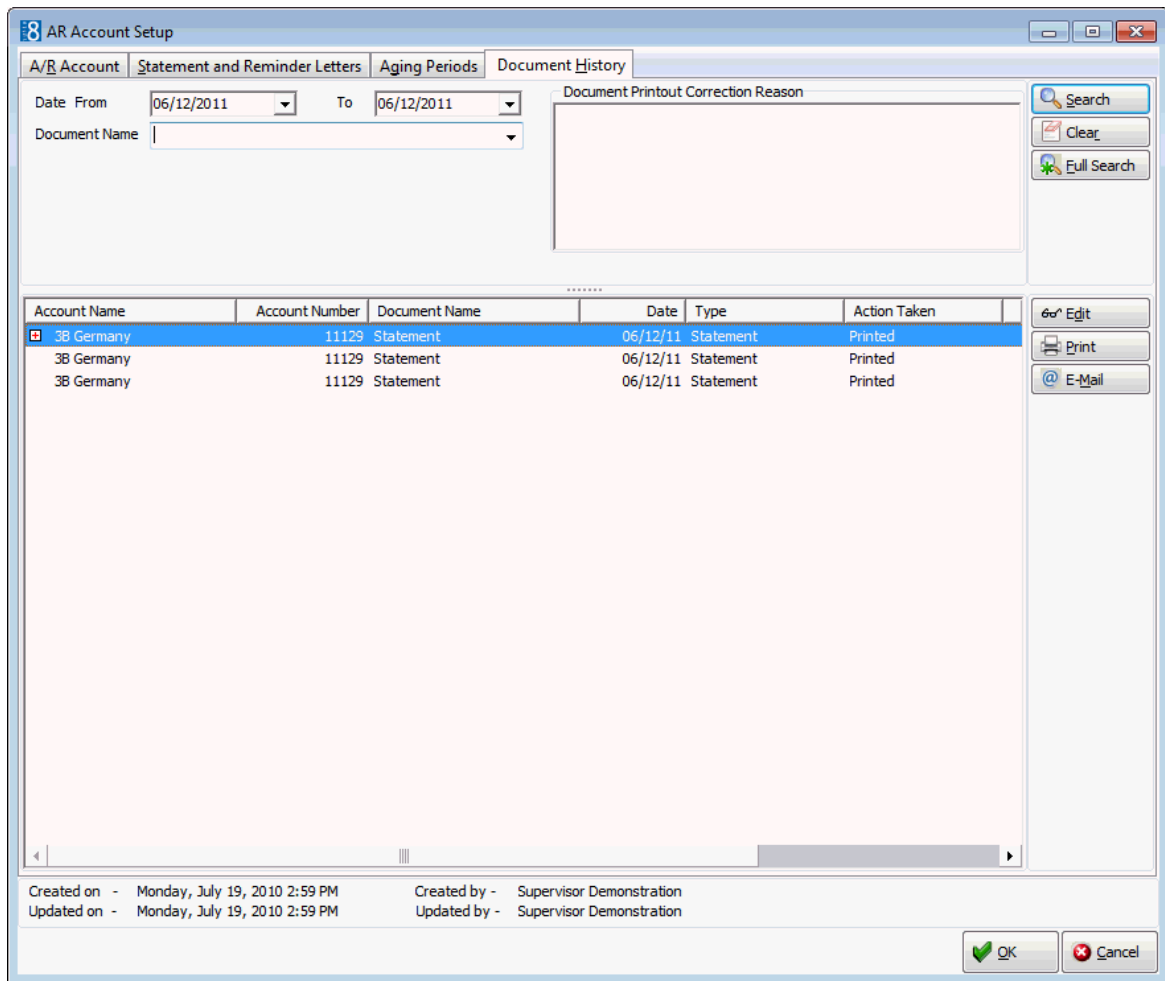 8 AR Account Setup
A/R Account Statement and Reminder Letters Aging Periods Document History
Date From 06/12/2011 To 06/12/2011 Document Printout Correction Reason Search
Document Name Clear
Full Search
Account Name Account Number Document Name Date Type Action Taken Edit
3B Germany 11129 Statement 06/12/11 Statement Printed Print
3B Germany 11129 Statement 06/12/11 Statement Printed
3B Germany 11129 Statement 06/12/11 Statement Printed @ E-Mail
Created on - Monday, July 19, 2010 2:59 PM Created by - Supervisor Demonstration
Updated on - Monday, July 19, 2010 2:59 PM Updated by - Supervisor Demonstration
OK Cancel